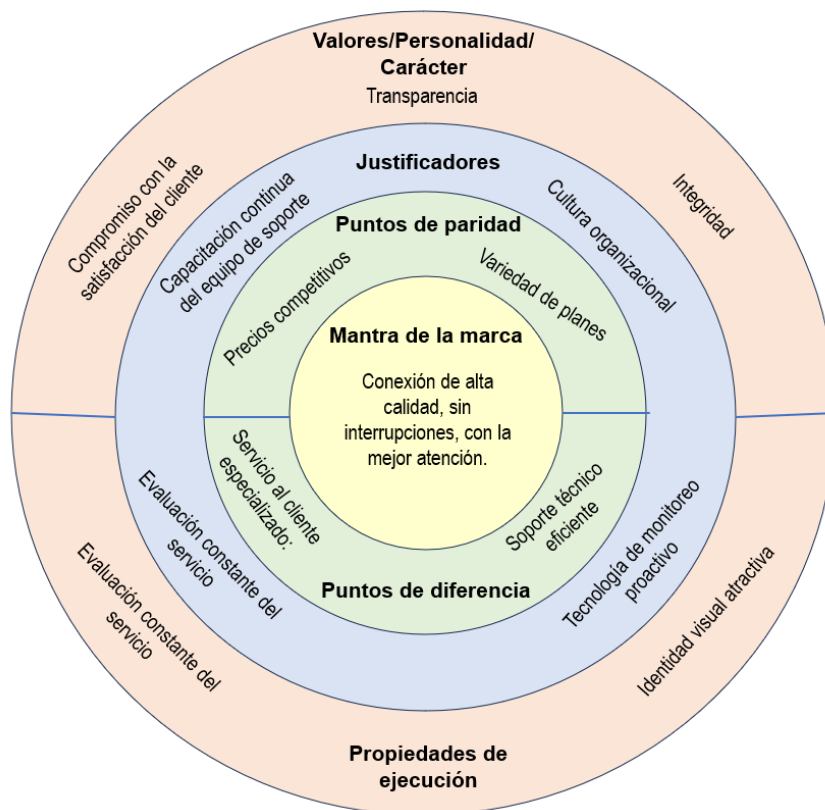 Valores/Personalidad/
Carácter
Transparencia
Compromiso con la
satisfacción del cliente
Integridad
Justificadores
Capacitación continua
del equipo de soporte
Cultura organizacional
Puntos de paridad
Precios competitivos
Variedad de planes
Mantra de la marca
Conexión de alta
calidad, sin
interrupciones, con la
mejor atención.
Servicio al cliente
especializado:
Soporte técnico
eficiente
Puntos de diferencia
Evaluación constante del
servicio
Tecnología de monitoreo
proactivo
Evaluación constante del
servicio
Identidad visual atractiva
Propiedades de
ejecución